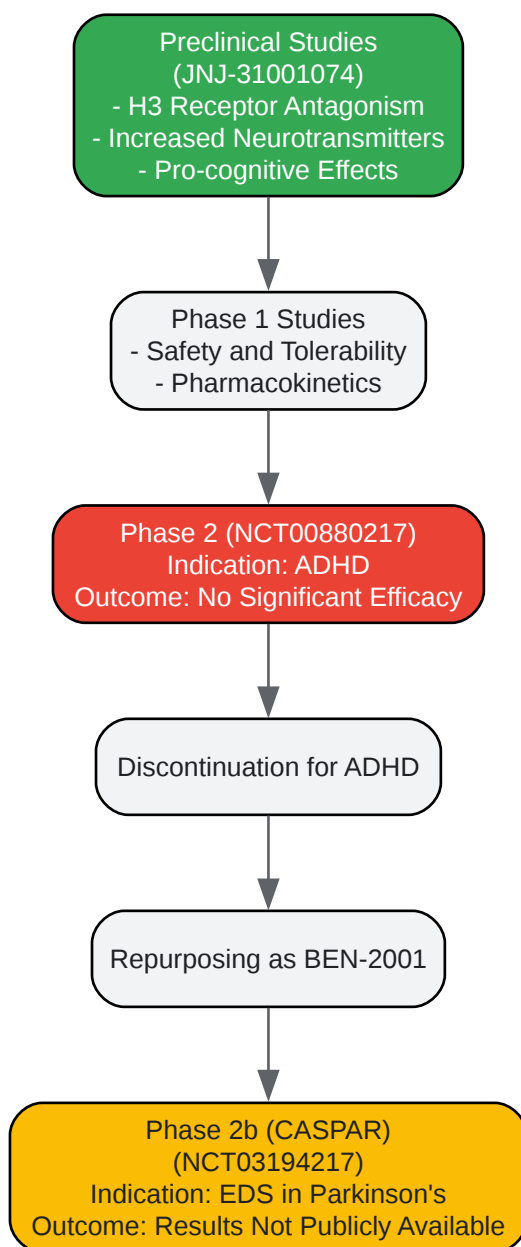 Preclinical Studies
(JNJ-31001074)
- H3 Receptor Antagonism
- Increased Neurotransmitters
- Pro-cognitive Effects
Phase 1 Studies
- Safety and Tolerability
- Pharmacokinetics
Phase 2 (NCT00880217)
Indication: ADHD
Outcome: No Significant Efficacy
Discontinuation for ADHD
Repurposing as BEN-2001
Phase 2b (CASPAR)
(NCT03194217)
Indication: EDS in Parkinson's
Outcome: Results Not Publicly Available